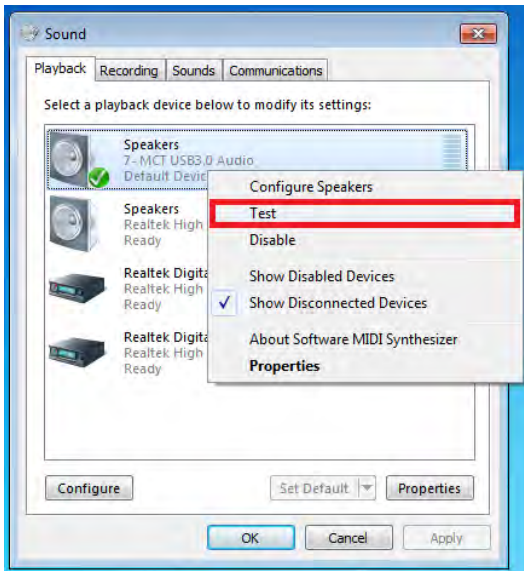 Sound
Playback Recording Sounds Communications
Select a playback device below to modify its settings:
Speakers
7- MCT USB3.0 Audio
Default Devic
Configure Speakers
Test
Disable
Show Disabled Devices
Show Disconnected Devices
About Software MIDI Synthesizer
Properties
Speakers
Realtek High
Ready
Realtek Digita
Realtek High
Ready
Realtek Digita
Realtek High
Ready
Configure Set Default Properties
OK Cancel Apply